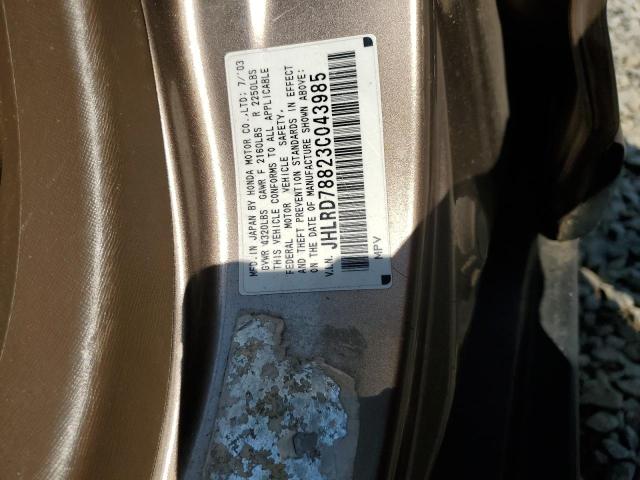 MFD.IN JAPAN BY HONDA MOTOR CO.,LTD: 7/'03
GVWR 4320LBS GAWR F 2160LBS R 2250LBS
THIS VEHICLE CONFORMS TO ALL APPLICABLE
FEDERAL MOTOR VEHICLE SAFETY,
AND THEFT PREVENTION STANDARDS IN EFFECT
ON THE DATE OF MANUFACTURE SHOWN ABOVE:
V.I.N. JHLRD78823C043985
MPV